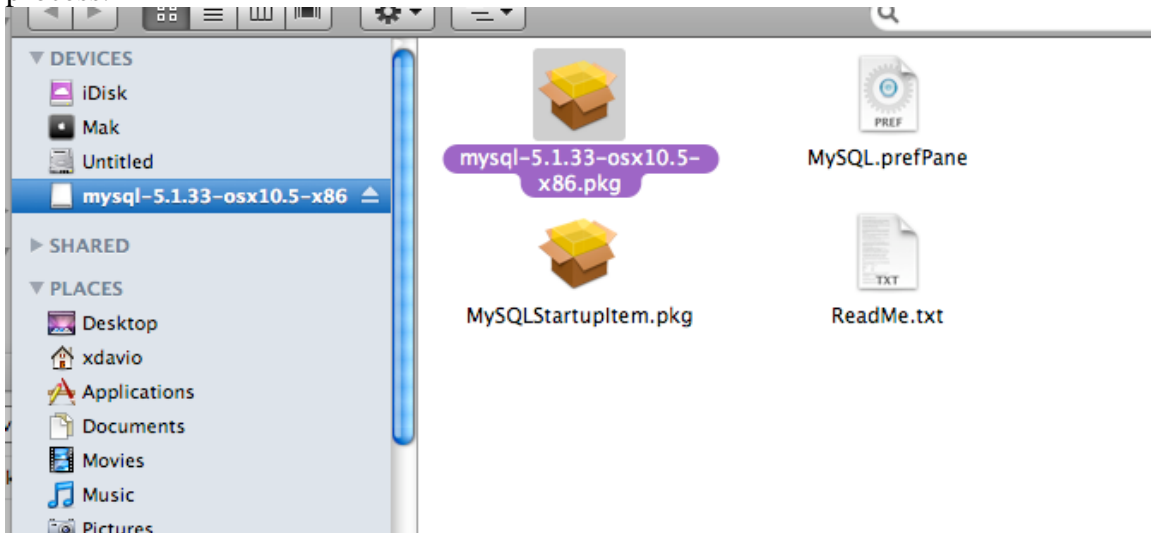 process.
DEVICES
iDisk
Mak
Untitled
mysql-5.1.33-osx10.5-x86
SHARED
PLACES
Desktop
xdavio
Applications
Documents
Movies
Music
Pictures
mysql-5.1.33-osx10.5-
x86.pkg
PREF
MySQL.prefPane
MySQLStartupItem.pkg
TXT
ReadMe.txt